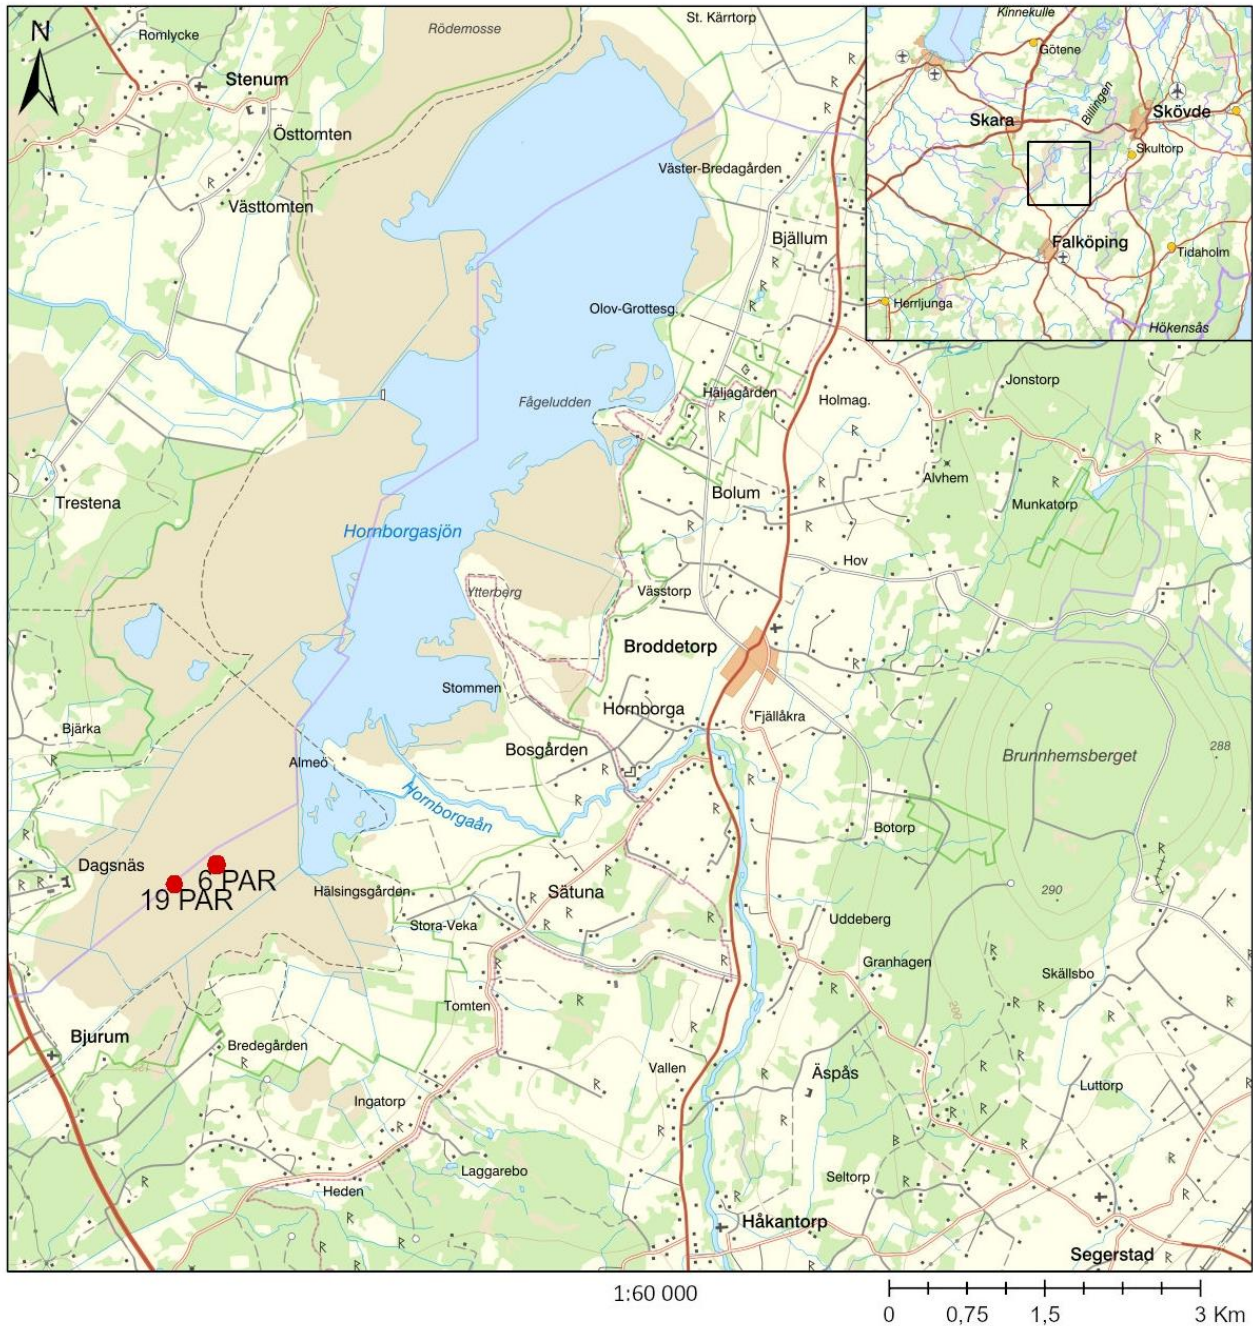 N
Romlycke
Rödemosse
St. Kärrtorp
Stenum
Östtomten
Västtomten
Väster-Bredagården
Bjällum
Olov-Grottesg.
Fågeludden
Häljagården
Holmag.
Jonstorp
Kinnekulle
Götene
Billingen
Skara
Skövde
Skultorp
Falköping
Tidaholm
Herrljunga
Hökensås
Trestena
Bolum
Alvhem
Munkatorp
Hornborgasjön
Hov
Ytterberg
Västorp
Broddetorp
Stommen
Hornborga
Fjällåkra
Bjärka
Bosgården
Almeö
Hornborgaån
Brunnhemsberget
288
Botorp
Dagsnäs
6 PAR
19 PAR
Hälsingsgården
Sätuna
290
Stora-Veka
Uddeberg
Granhagen
Skällsbo
Tomten
200
Bjurum
Bredegården
Vallen
Äspås
Luttorp
Ingatorp
Laggarebo
Heden
Seltorp
Håkantorp
Segerstad
1:60 000
0 0,75 1,5 3 Km